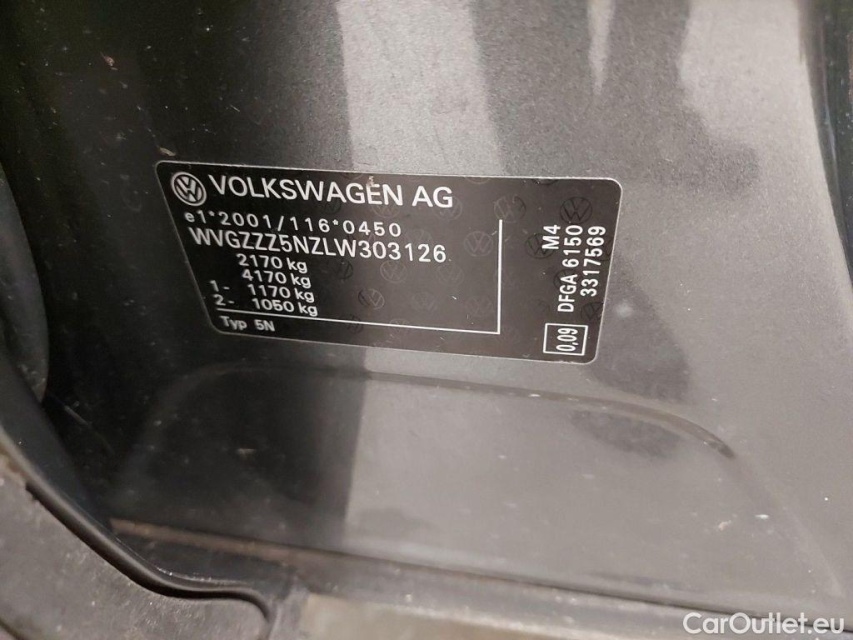 VOLKSWAGEN AG
e1*2001/116*0450
WVGZZZ5NZLW303126
2170 kg
4170 kg
1- 1170 kg
2- 1050 kg
Typ 5N
M4
DFGA 6150
3317569
0,09
CarOutlet.eu